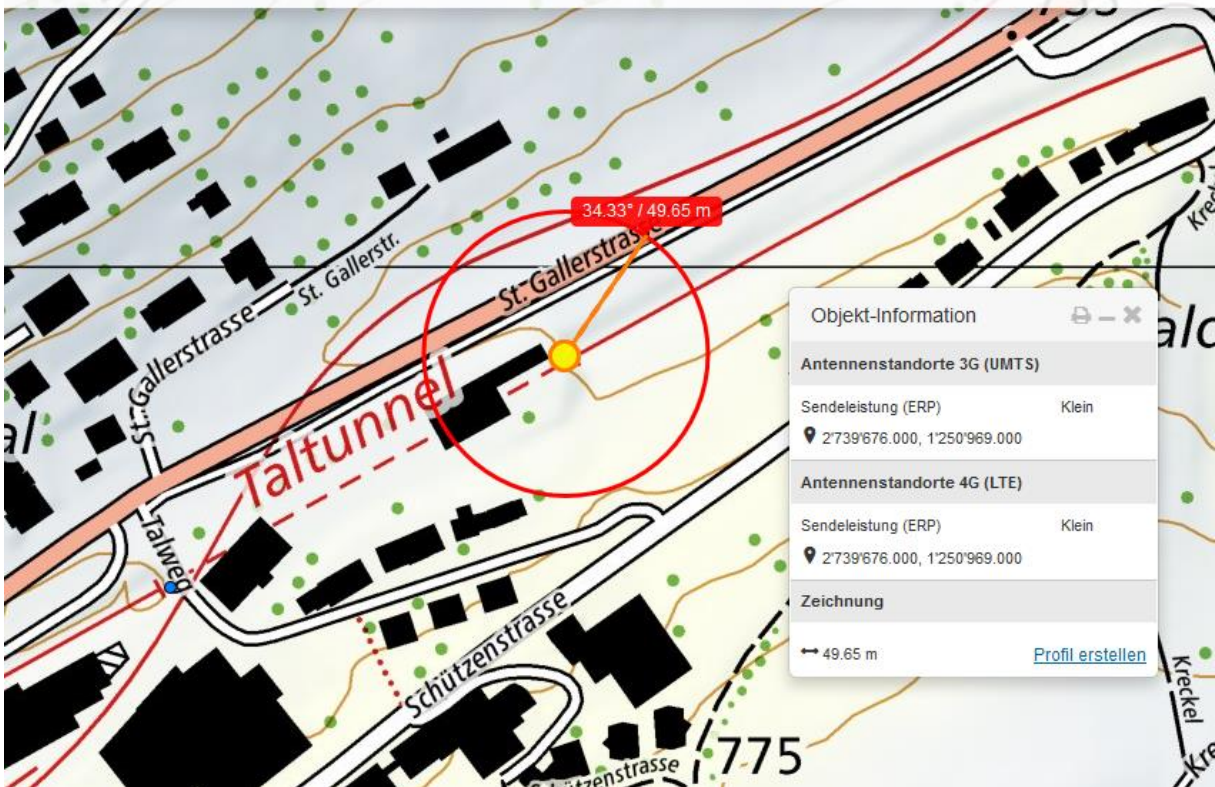 34.33° / 49.65 m
St. Gallerstrasse
St. Gallerstr.
St. Gallerstrasse
Taltunnel
Talweg
Schützenstrasse
Schützenstrasse
775
Kreckel
Objekt-Information
Antennenstandorte 3G (UMTS)
Sendeleistung (ERP) Klein
2'739'676.000, 1'250'969.000
Antennenstandorte 4G (LTE)
Sendeleistung (ERP) Klein
2'739'676.000, 1'250'969.000
Zeichnung
49.65 m Profil erstellen